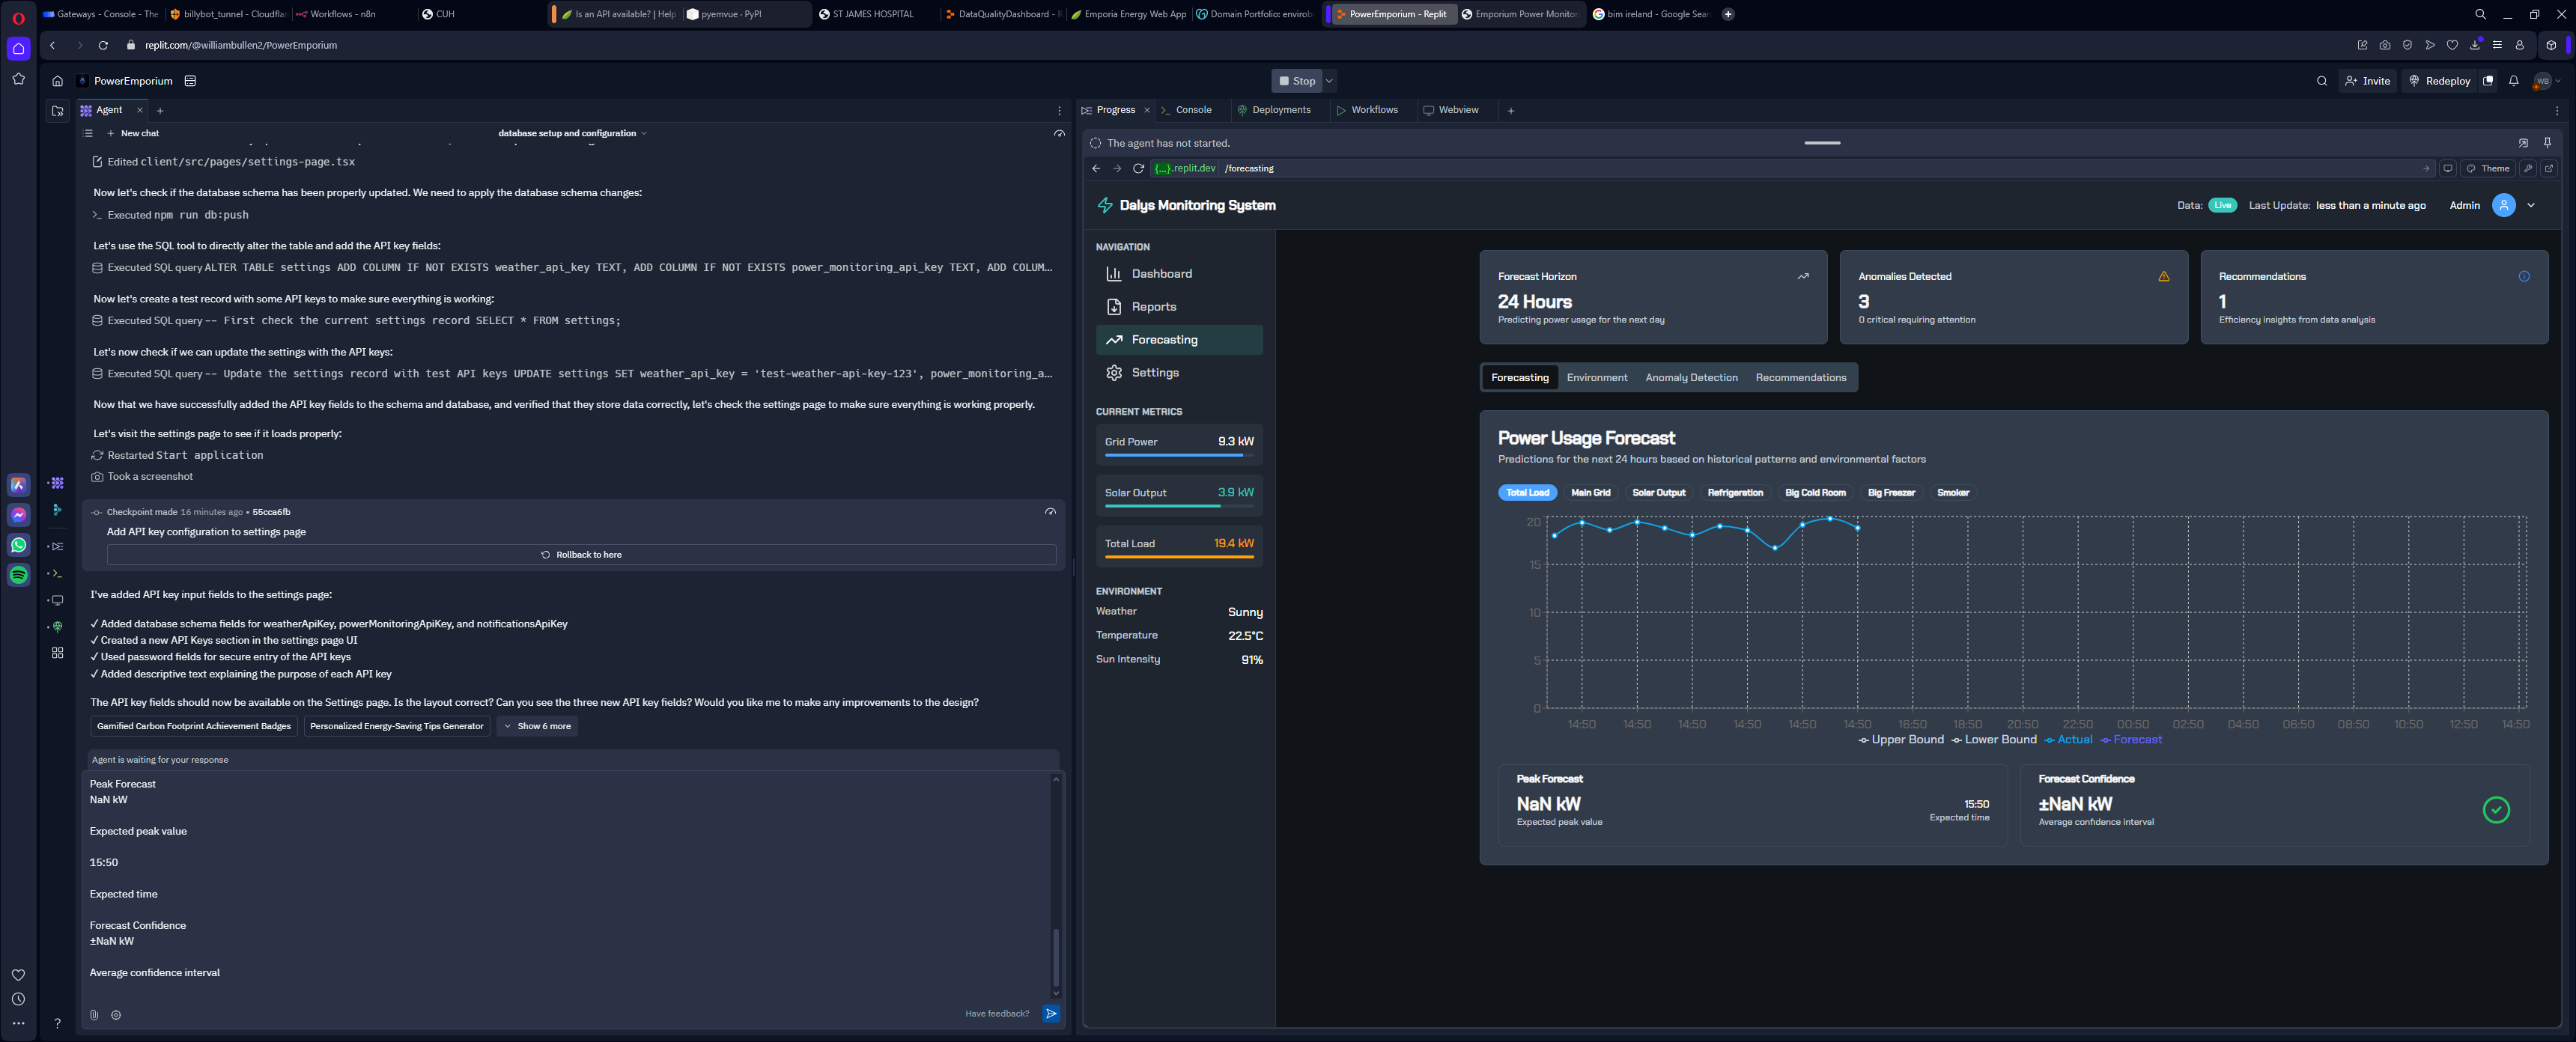 Gateways - Console - The
billybot_tunnel - Cloudfla
Workflows - n8n
CUH
Is an API available? | Help
pyemvue · PyPI
ST JAMES HOSPITAL
DataQualityDashboard - R
Emporia Energy Web App
Domain Portfolio: envirob
PowerEmporium - Replit
Emporium Power Monitor
bim ireland - Google Sear
replit.com/@williambullen2/PowerEmporium
PowerEmporium
Stop
Invite
Redeploy
WB
Agent
New chat
database setup and configuration
Edited client/src/pages/settings-page.tsx
Now let's check if the database schema has been properly updated. We need to apply the database schema changes:
Executed npm run db:push
Let's use the SQL tool to directly alter the table and add the API key fields:
Executed SQL query ALTER TABLE settings ADD COLUMN IF NOT EXISTS weather_api_key TEXT, ADD COLUMN IF NOT EXISTS power_monitoring_api_key TEXT, ADD COLUM...
Now let's create a test record with some API keys to make sure everything is working:
Executed SQL query -- First check the current settings record SELECT * FROM settings;
Let's now check if we can update the settings with the API keys:
Executed SQL query -- Update the settings record with test API keys UPDATE settings SET weather_api_key = 'test-weather-api-key-123', power_monitoring_a...
Now that we have successfully added the API key fields to the schema and database, and verified that they store data correctly, let's check the settings page to make sure everything is working properly.
Let's visit the settings page to see if it loads properly:
Restarted Start application
Took a screenshot
Checkpoint made 16 minutes ago • 55cca6fb
Add API key configuration to settings page
Rollback to here
I've added API key input fields to the settings page:
✓ Added database schema fields for weatherApiKey, powerMonitoringApiKey, and notificationsApiKey
✓ Created a new API Keys section in the settings page UI
✓ Used password fields for secure entry of the API keys
✓ Added descriptive text explaining the purpose of each API key
The API key fields should now be available on the Settings page. Is the layout correct? Can you see the three new API key fields? Would you like me to make any improvements to the design?
Gamified Carbon Footprint Achievement Badges
Personalized Energy-Saving Tips Generator
Show 6 more
Agent is waiting for your response
Peak Forecast
NaN kW
Expected peak value
15:50
Expected time
Forecast Confidence
±NaN kW
Average confidence interval
Have feedback?
Progress
Console
Deployments
Workflows
Webview
The agent has not started.
{...}.replit.dev /forecasting
Theme
Dalys Monitoring System
Data: Live Last Update: less than a minute ago Admin
NAVIGATION
Dashboard
Reports
Forecasting
Settings
CURRENT METRICS
Grid Power 9.3 kW
Solar Output 3.9 kW
Total Load 19.4 kW
ENVIRONMENT
Weather Sunny
Temperature 22.5°C
Sun Intensity 91%
Forecast Horizon
24 Hours
Predicting power usage for the next day
Anomalies Detected
3
0 critical requiring attention
Recommendations
1
Efficiency insights from data analysis
Forecasting Environment Anomaly Detection Recommendations
Power Usage Forecast
Predictions for the next 24 hours based on historical patterns and environmental factors
Total Load Main Grid Solar Output Refrigeration Big Cold Room Big Freezer Smoker
20
15
10
5
0
14:50 14:50 14:50 14:50 14:50 14:50 16:50 18:50 20:50 22:50 00:50 02:50 04:50 06:50 08:50 10:50 12:50 14:50
Upper Bound Lower Bound Actual Forecast
Peak Forecast
NaN kW
Expected peak value
15:50
Expected time
Forecast Confidence
±NaN kW
Average confidence interval